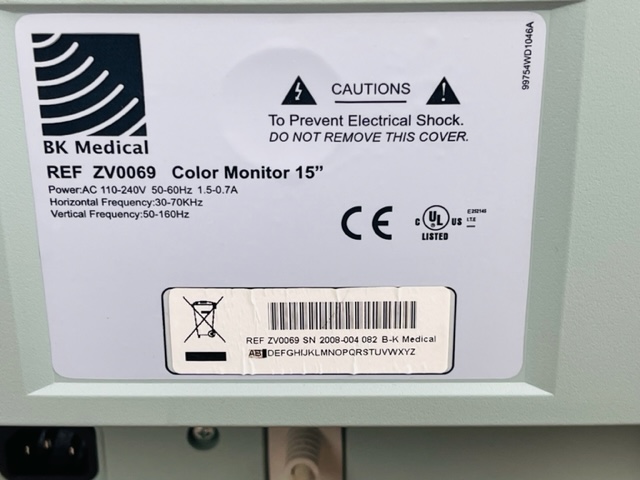 BK Medical
CAUTIONS
To Prevent Electrical Shock.
DO NOT REMOVE THIS COVER.
REF ZV0069 Color Monitor 15”
Power:AC 110-240V 50-60Hz 1.5-0.7A
Horizontal Frequency:30-70KHz
Vertical Frequency:50-160Hz
CE
C UL US
LISTED
I.T.E
99754WD1046A
REF ZV0069 SN 2008-004 082 B-K Medical
DEFGHIJKLMNOPQRSTUVWXYZ